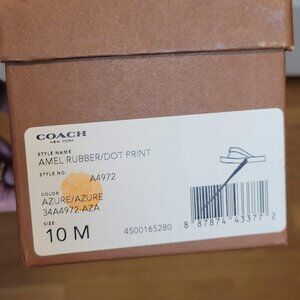 COACH
NEW YORK
STYLE NAME
AMEL RUBBER/DOT PRINT
STYLE NO.
A4972
COLOR
AZURE/AZURE
34A4972-AZA
SIZE
10 M
4500165280
8 87874 43377 2